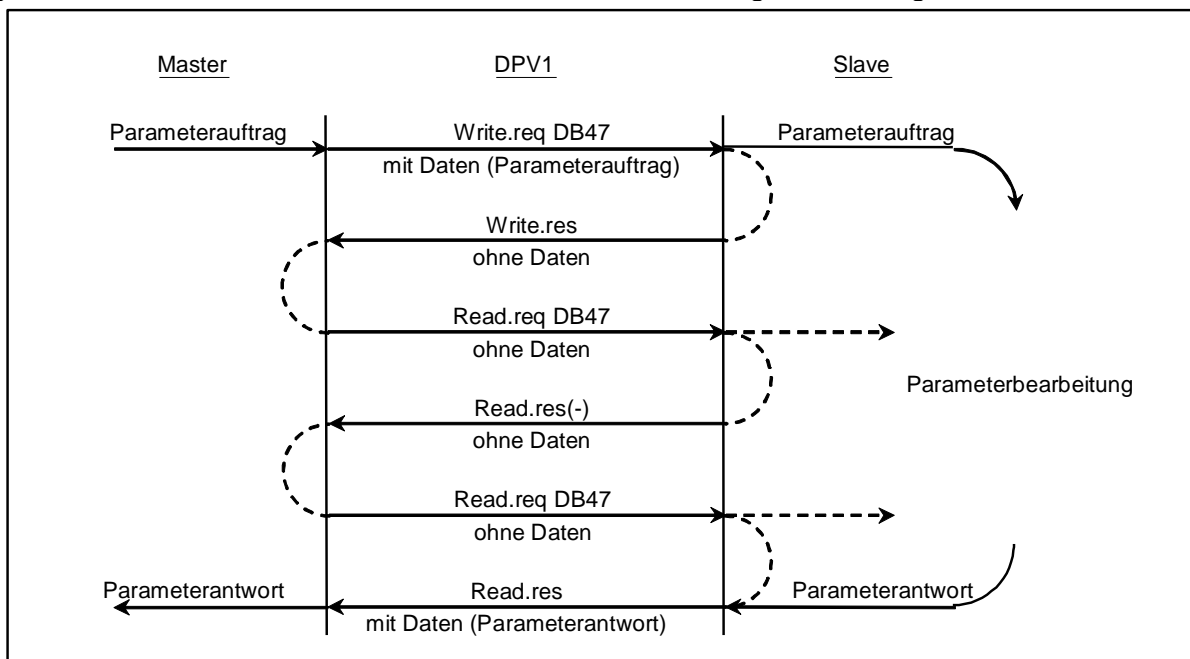 Master DPV1 Slave
Parameterauftrag Write.req DB47 Parameterauftrag
mit Daten (Parameterauftrag)
Write.res
ohne Daten
Read.req DB47
ohne Daten
Parameterbearbeitung
Read.res(-)
ohne Daten
Read.req DB47
ohne Daten
Parameterantwort Read.res Parameterantwort
mit Daten (Parameterantwort)